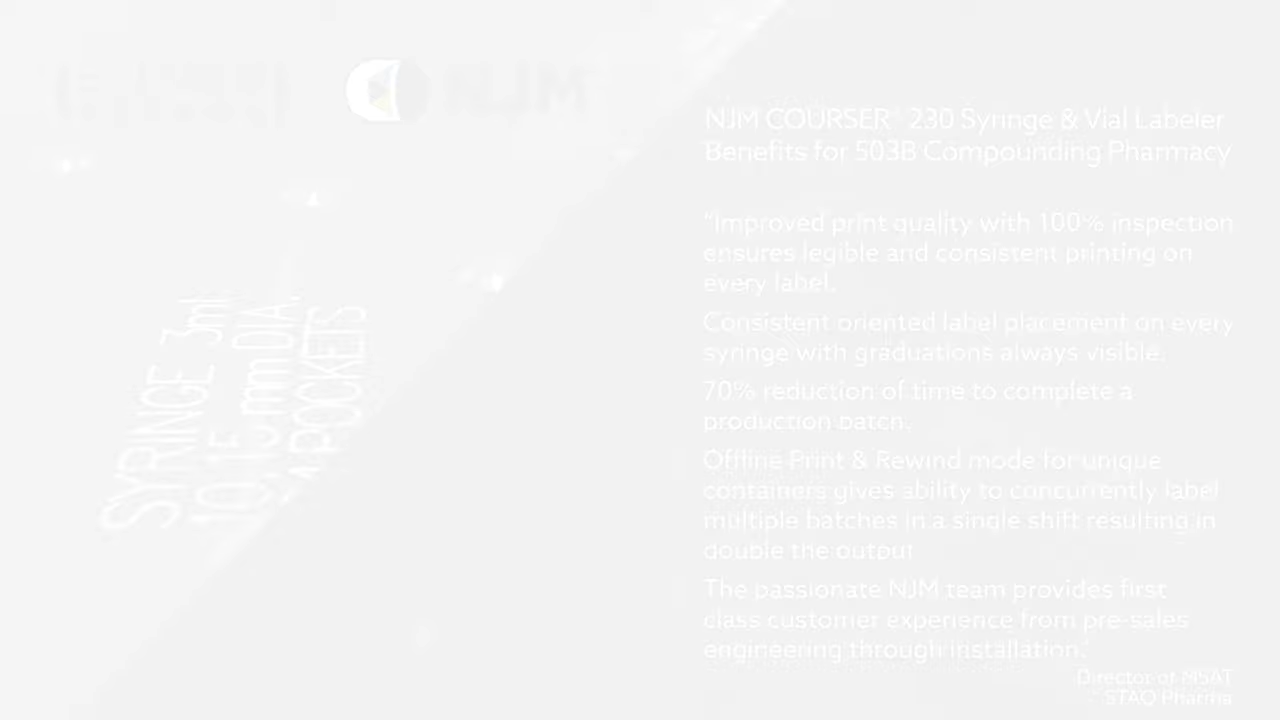 NJM
NJM COURSER® 230 Syringe & Vial Labeler
Benefits for 503B Compounding Pharmacy
"Improved print quality with 100% inspection
ensures legible and consistent printing on
every label.
Consistent oriented label placement on every
syringe with graduations always visible.
70% reduction of time to complete a
production batch.
Offline Print & Rewind mode for unique
containers gives ability to concurrently label
multiple batches in a single shift resulting in
double the output
The passionate NJM team provides first
class customer experience from pre-sales
engineering through installation."
Director of MSAT
STAQ Pharma
SYRINGE 3ml
mm DIA.
POCKETS